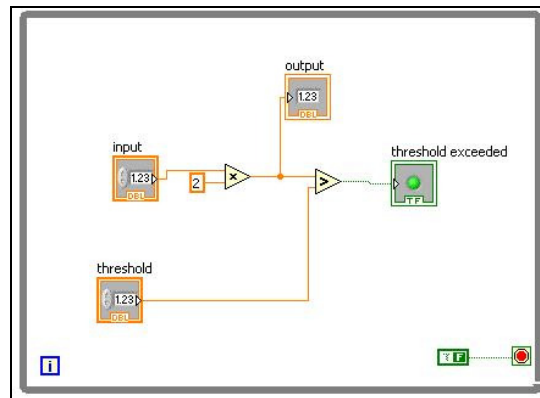 output
1.23
DBL
input
1.23
DBL
2
×
>
threshold exceeded
TF
threshold
1.23
DBL
i
T F